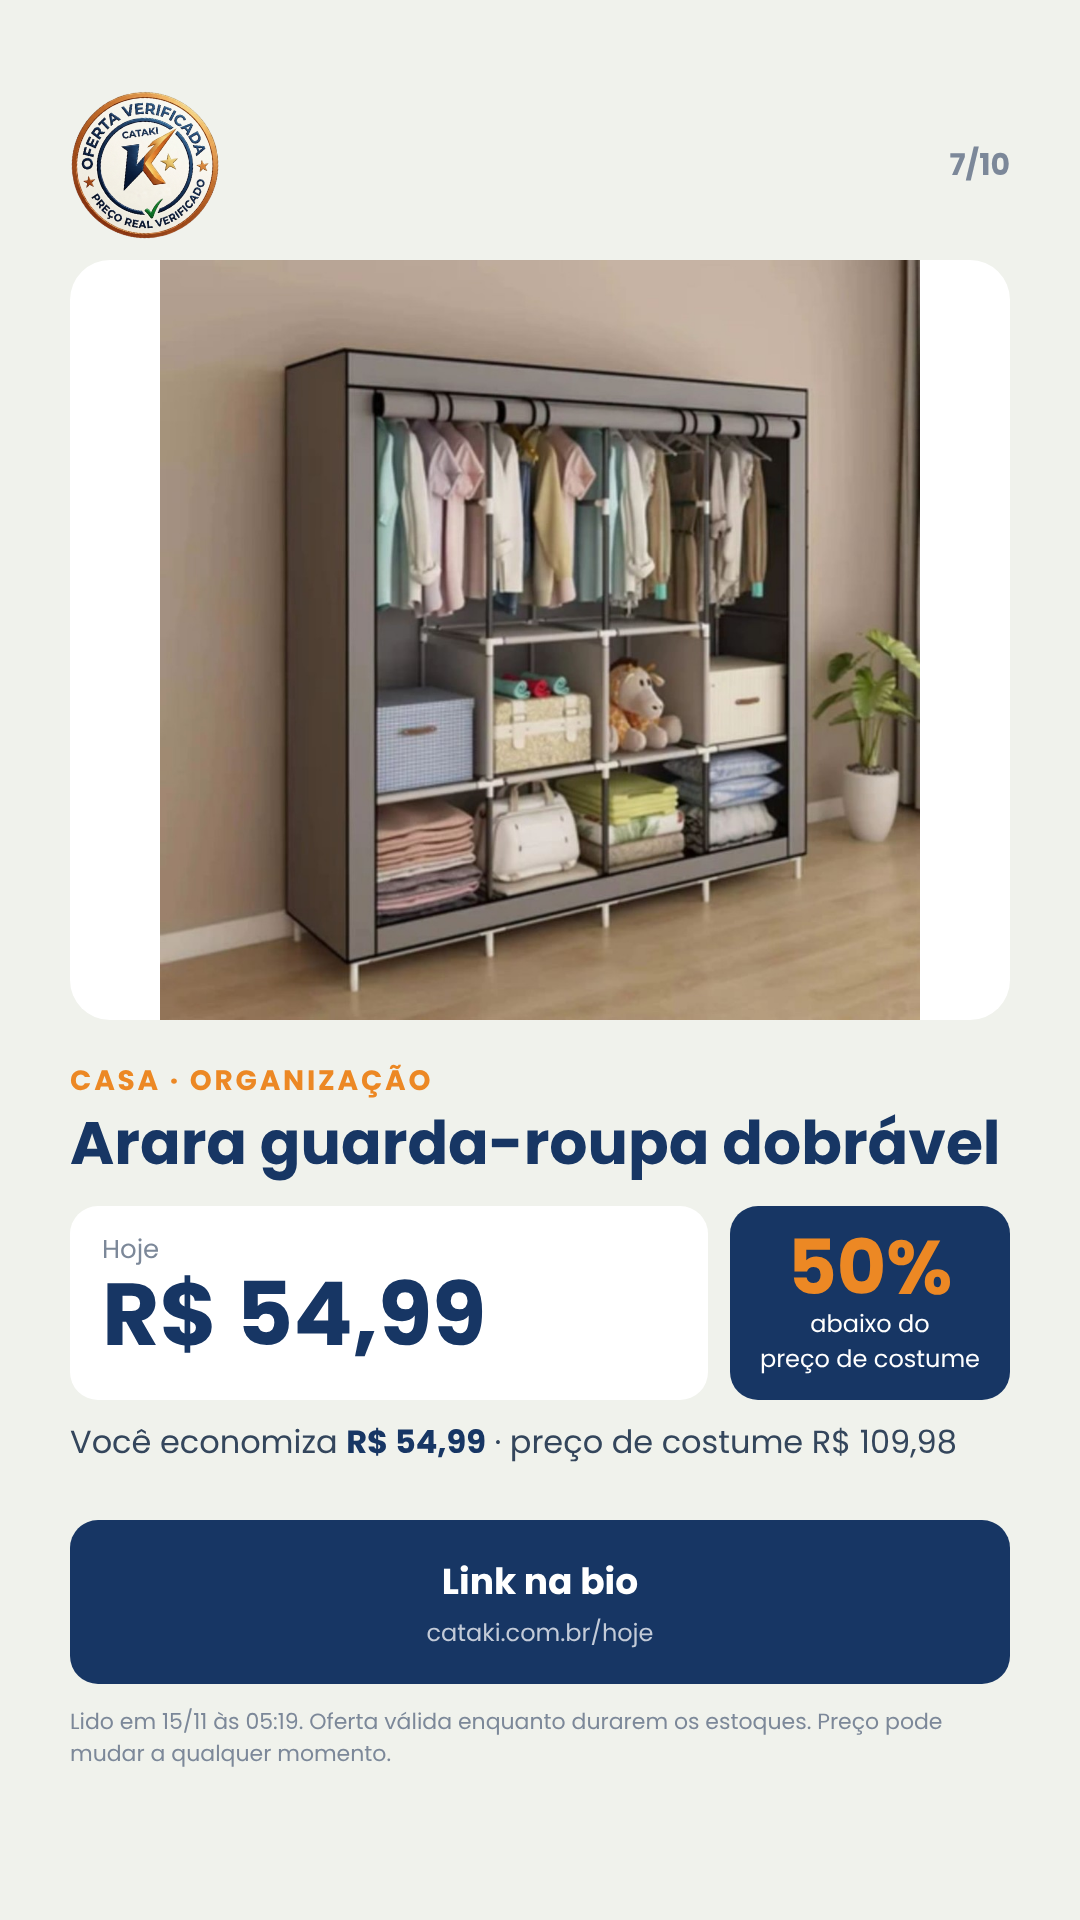 OFERTA VERIFICADA
CATAKI
K
PREÇO REAL VERIFICADO
7/10
CASA · ORGANIZAÇÃO
Arara guarda-roupa dobrável
Hoje
R$ 54,99
50%
abaixo do
preço de costume
Você economiza R$ 54,99 · preço de costume R$ 109,98
Link na bio
cataki.com.br/hoje
Lido em 15/11 às 05:19. Oferta válida enquanto durarem os estoques. Preço pode
mudar a qualquer momento.